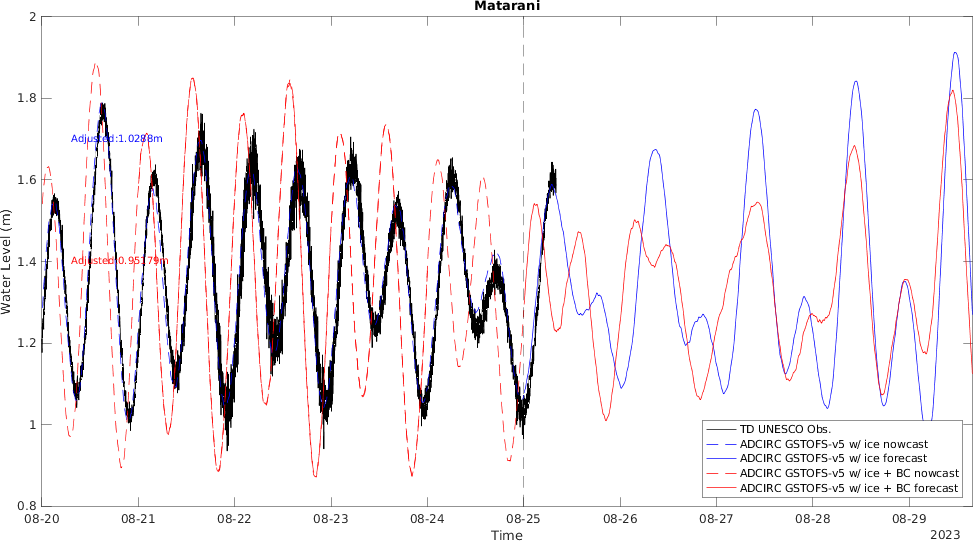 Matarani
2
1.8
1.6
1.4
1.2
1
0.8
Water Level (m)
Adjusted:1.0288m
Adjusted:0.95179m
TD UNESCO Obs.
ADCIRC GSTOFS-v5 w/ ice nowcast
ADCIRC GSTOFS-v5 w/ ice forecast
ADCIRC GSTOFS-v5 w/ ice + BC nowcast
ADCIRC GSTOFS-v5 w/ ice + BC forecast
08-20 08-21 08-22 08-23 08-24 08-25 08-26 08-27 08-28 08-29
Time
2023